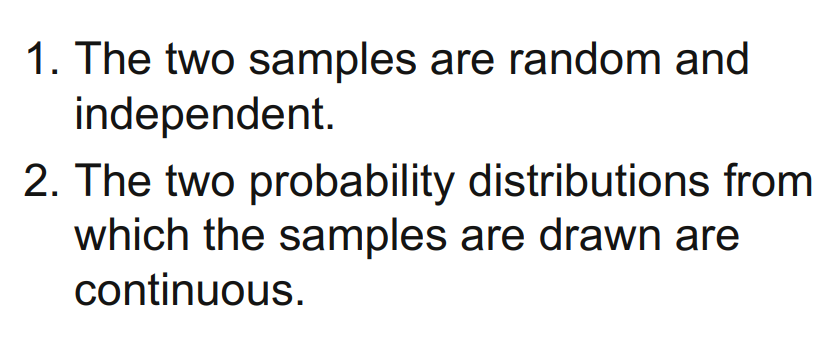 1. The two samples are random and
independent.
2. The two probability distributions from
which the samples are drawn are
continuous.